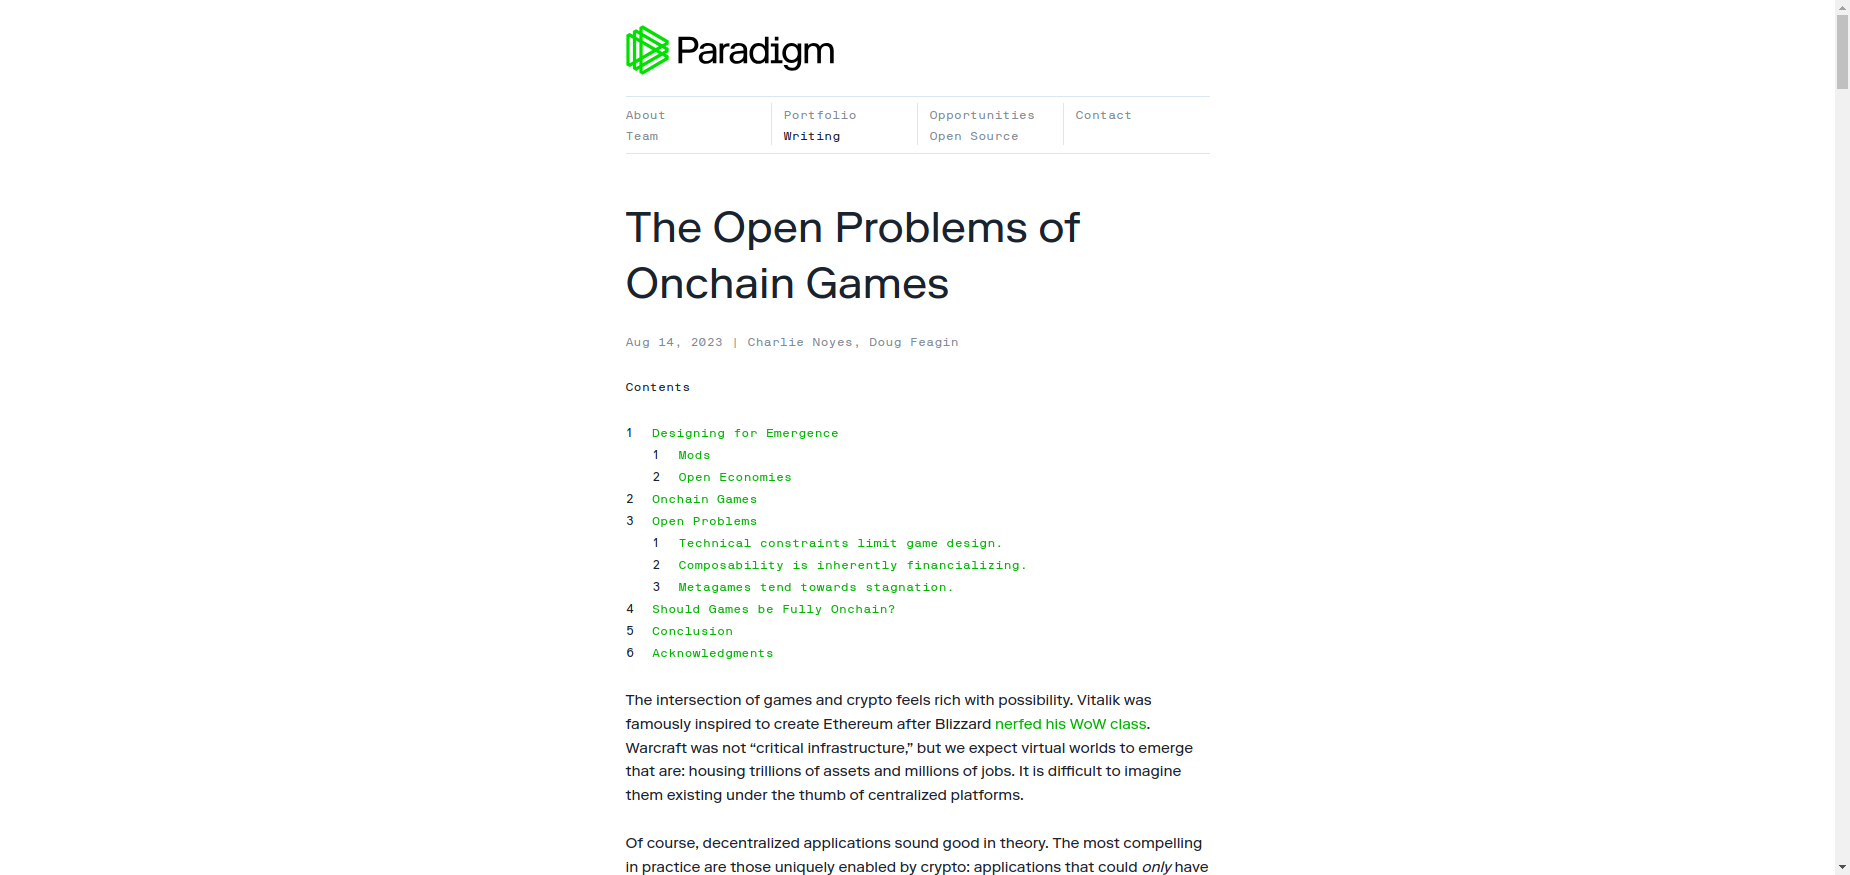 Paradigm
About
Team
Portfolio
Writing
Opportunities
Open Source
Contact
The Open Problems of
Onchain Games
Aug 14, 2023 | Charlie Noyes, Doug Feagin
Contents
1 Designing for Emergence
1 Mods
2 Open Economies
2 Onchain Games
3 Open Problems
1 Technical constraints limit game design.
2 Composability is inherently financializing.
3 Metagames tend towards stagnation.
4 Should Games be Fully Onchain?
5 Conclusion
6 Acknowledgments
The intersection of games and crypto feels rich with possibility. Vitalik was
famously inspired to create Ethereum after Blizzard nerfed his WoW class.
Warcraft was not “critical infrastructure,” but we expect virtual worlds to emerge
that are: housing trillions of assets and millions of jobs. It is difficult to imagine
them existing under the thumb of centralized platforms.
Of course, decentralized applications sound good in theory. The most compelling
in practice are those uniquely enabled by crypto: applications that could only have